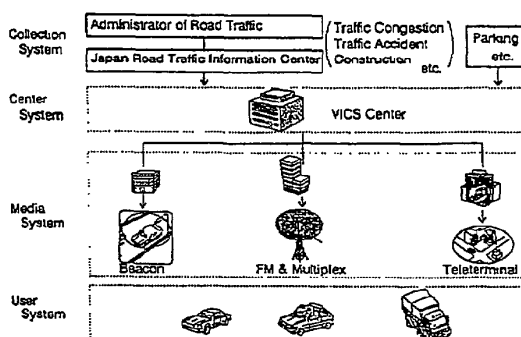 Collection System
Administrator of Road Traffic
Japan Road Traffic Information Center
Traffic Congestion
Traffic Accident
Construction
etc.
Parking
etc.
Center System
VICS Center
Media System
Beacon
FM & Multiplex
Teleterminal
User System